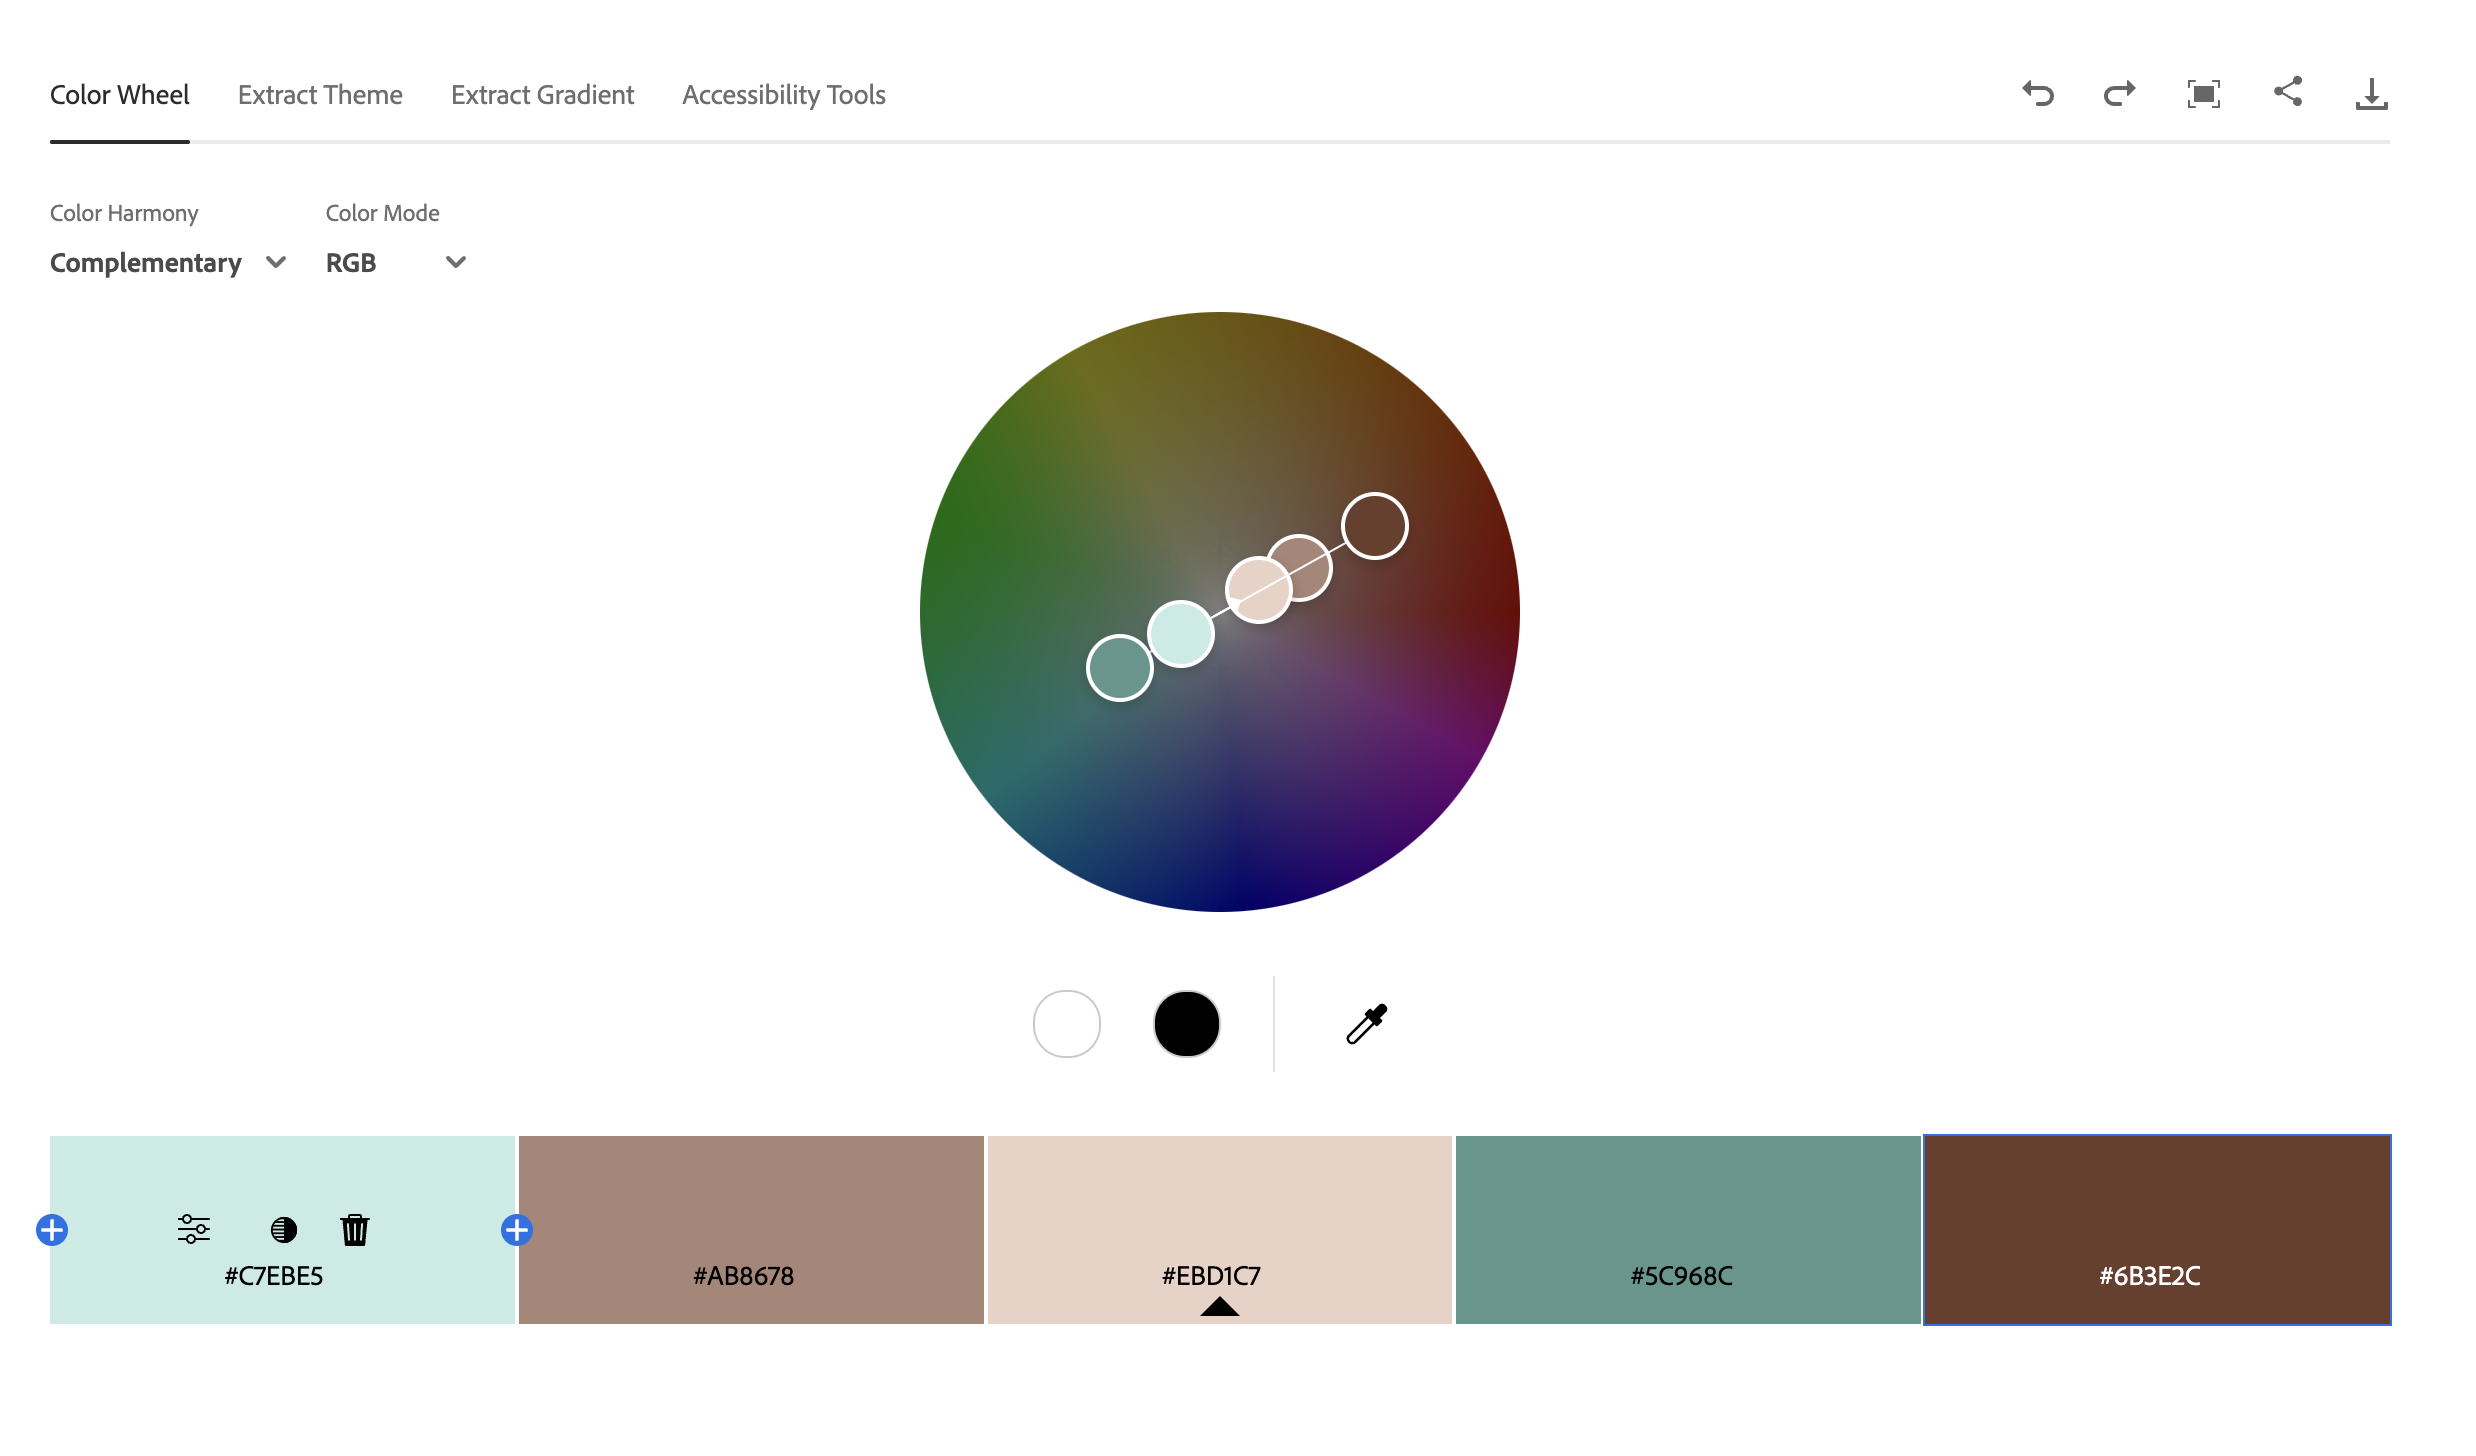 Color Wheel Extract Theme Extract Gradient Accessibility Tools
Color Harmony Color Mode
Complementary RGB
#C7EBE5 #AB8678 #EBD1C7 #5C968C #6B3E2C